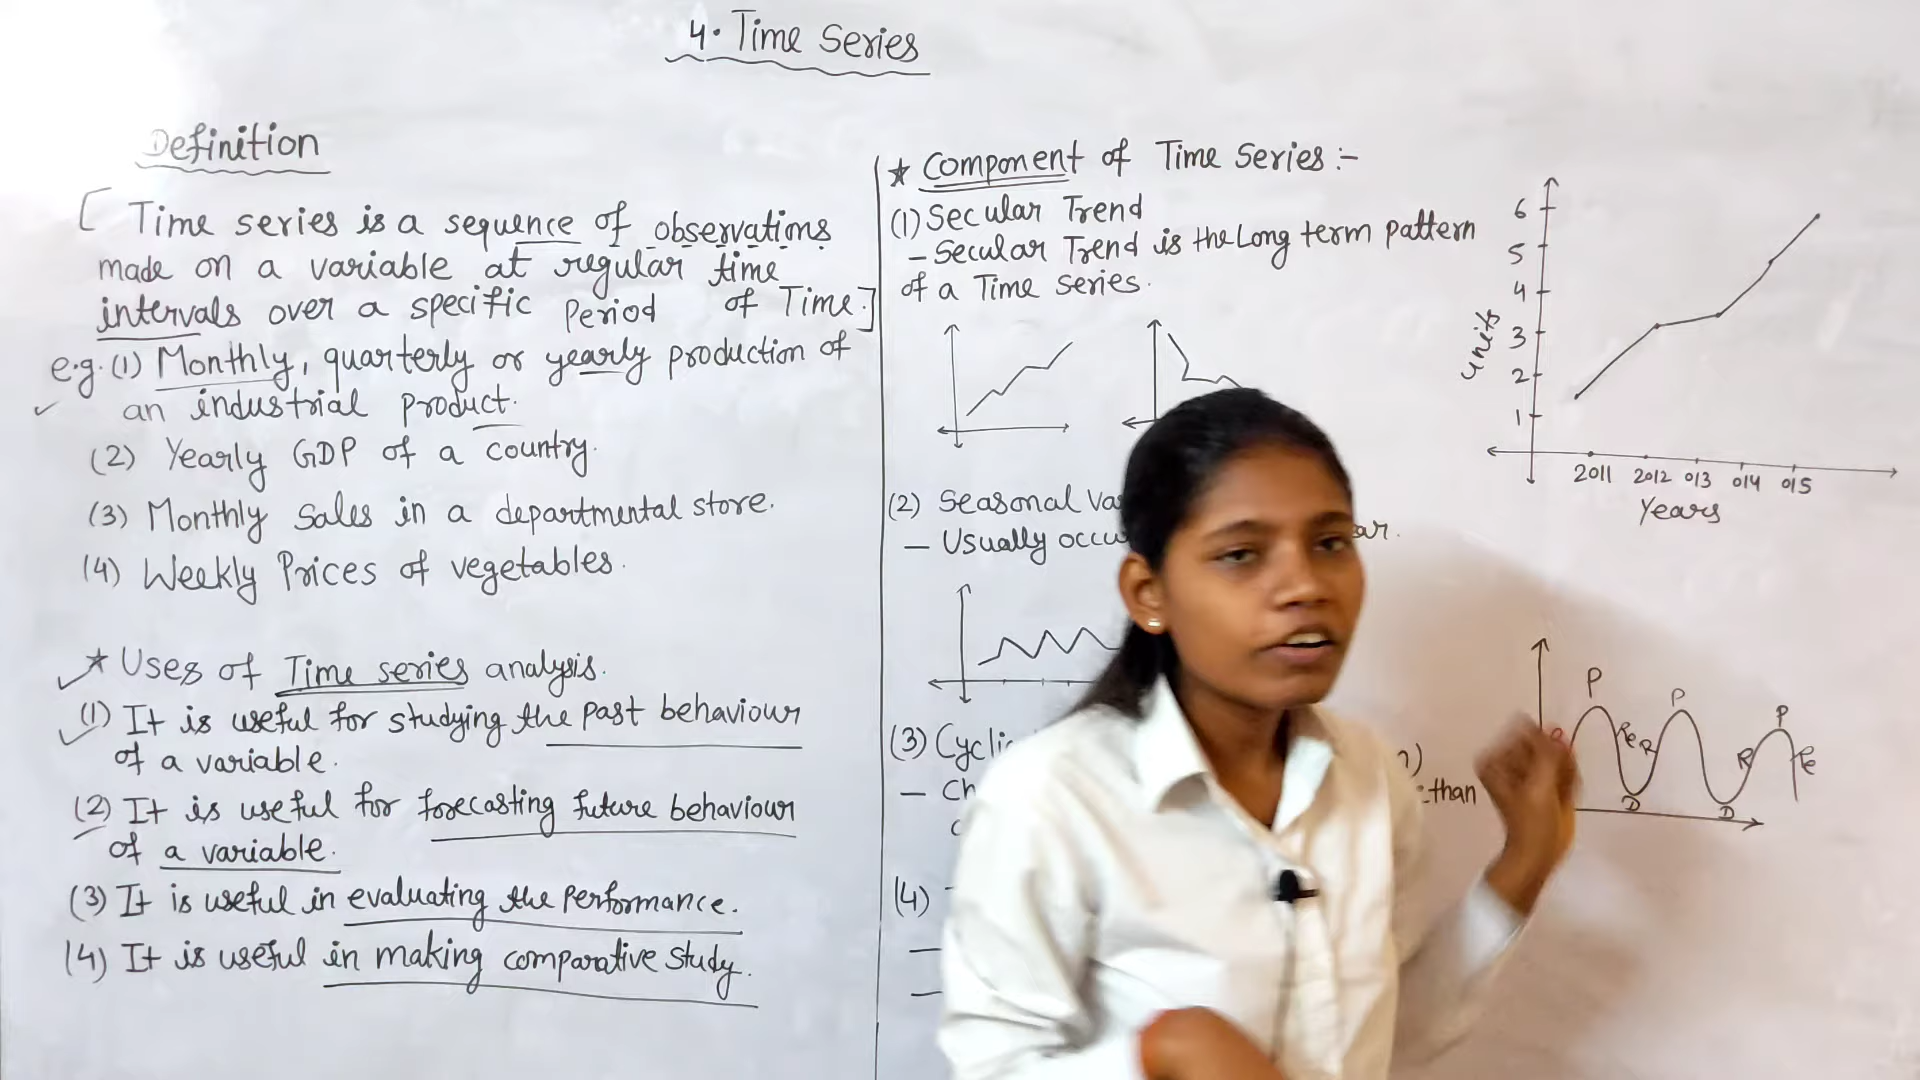 4. Time Series
Definition
[ Time series is a sequence of observations
made on a variable at regular time
intervals over a specific Period of Time.]
e.g. (1) Monthly, quarterly or yearly production of
an industrial product.
(2) Yearly GDP of a country.
(3) Monthly Sales in a departmental store.
(4) Weekly Prices of vegetables.
* Uses of Time series analysis.
(1) It is useful for studying the past behaviour
of a variable.
(2) It is useful for forecasting future behaviour
of a variable.
(3) It is useful in evaluating the performance.
(4) It is useful in making comparative study.
* Component of Time Series :-
(1) Secular Trend
- Secular Trend is the Long term pattern
of a Time series.
(2) Seasonal
- Usually
(3)
- than
(4)
6
5
4
3
2
1
units
2011 2012 013 014 015
Years
P P P
Re R R Re
D D